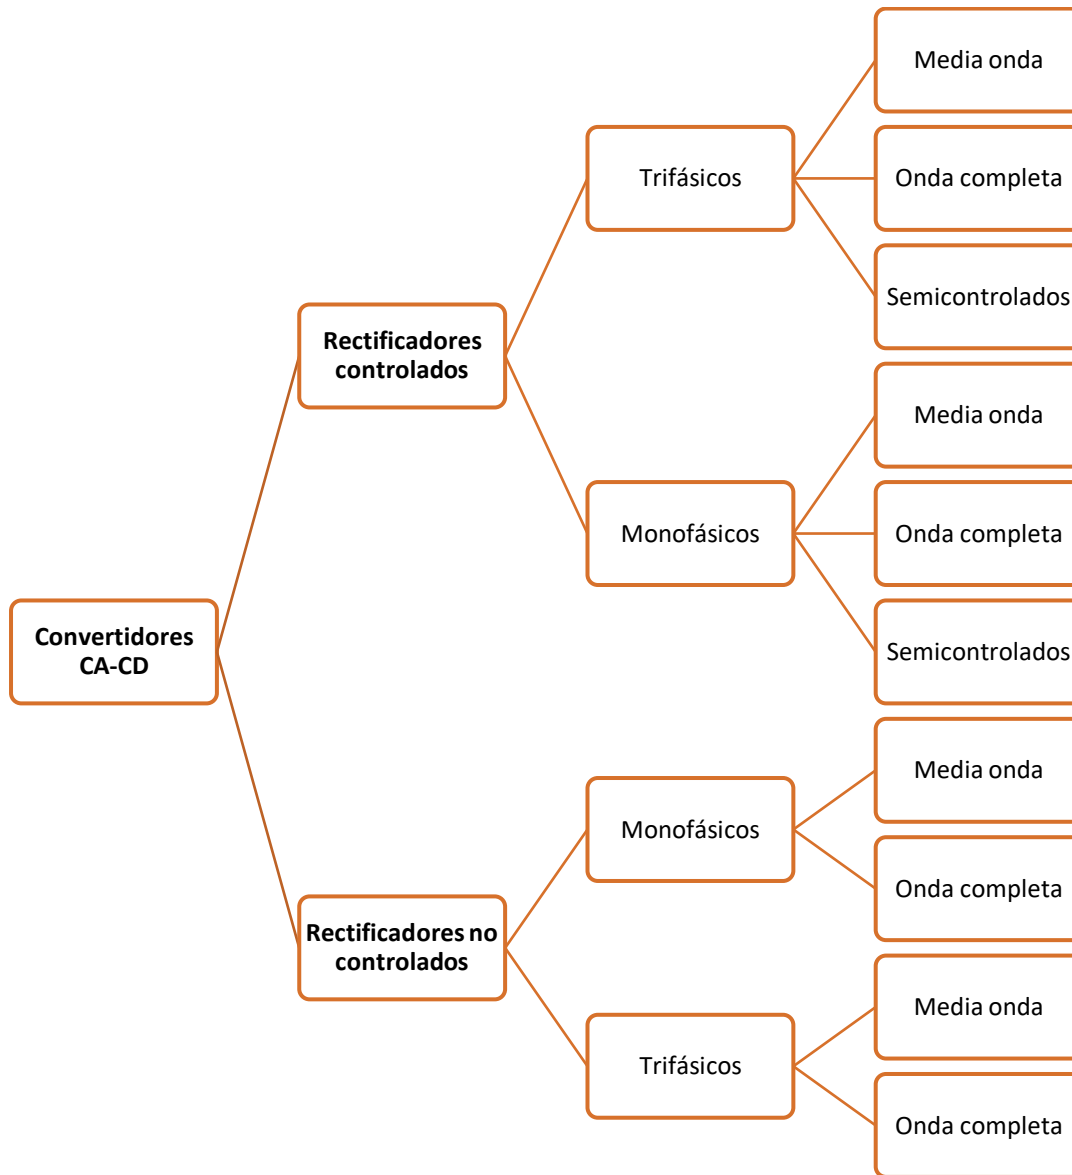 Convertidores
CA-CD
Rectificadores
controlados
Trifásicos
Media onda
Onda completa
Semicontrolados
Monofásicos
Media onda
Onda completa
Semicontrolados
Rectificadores no
controlados
Monofásicos
Media onda
Onda completa
Trifásicos
Media onda
Onda completa